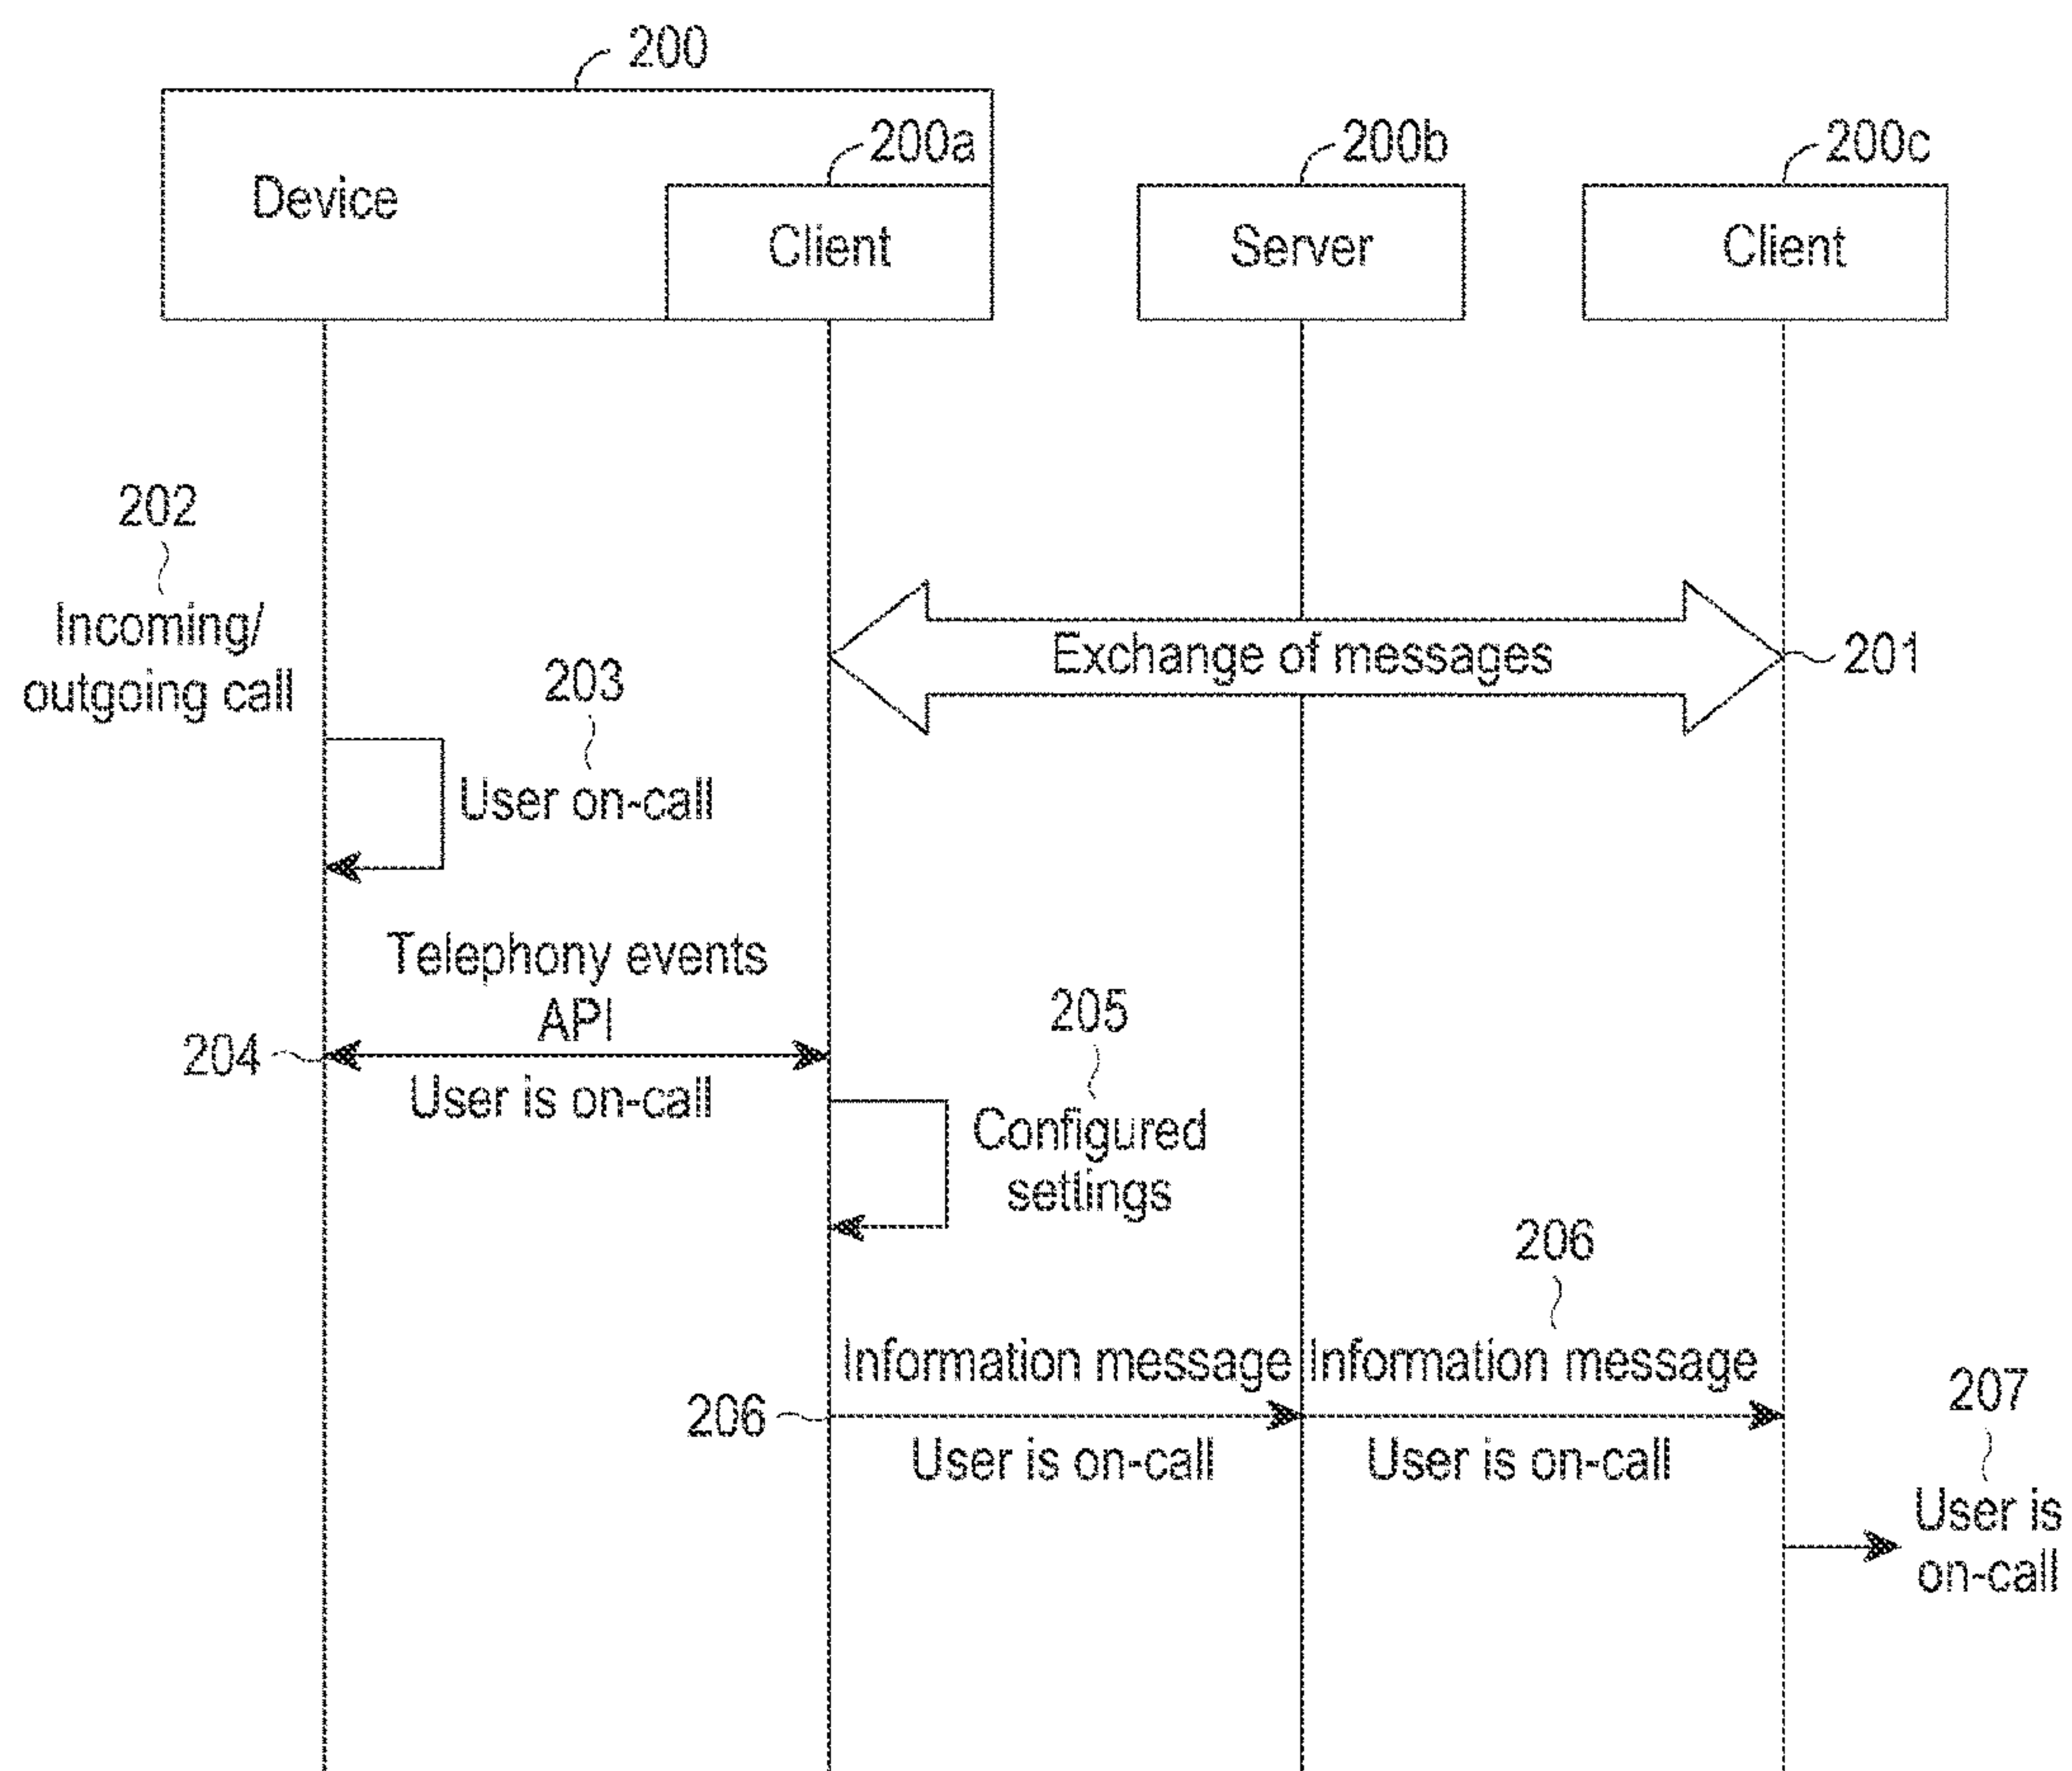 200
200a
200b
200c
Device
Client
Server
Client
202
Incoming/
outgoing call
Exchange of messages
201
203
User on-call
Telephony events
API
204
User is on-call
205
Configured
setlings
206
Information message
Information message
206
User is on-call
User is on-call
207
User is
on-call